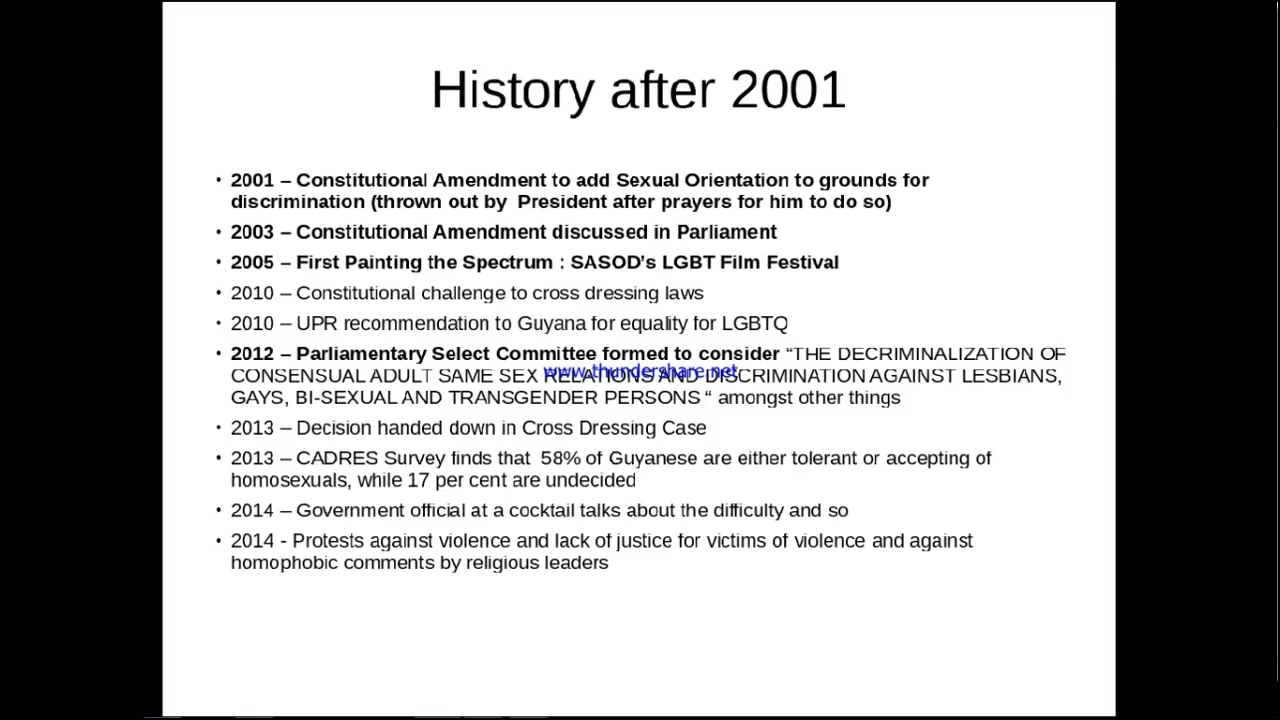 History after 2001
• 2001 – Constitutional Amendment to add Sexual Orientation to grounds for
discrimination (thrown out by  President after prayers for him to do so)
• 2003 – Constitutional Amendment discussed in Parliament
• 2005 – First Painting the Spectrum : SASOD’s LGBT Film Festival
• 2010 – Constitutional challenge to cross dressing laws
• 2010 – UPR recommendation to Guyana for equality for LGBTQ
• 2012 – Parliamentary Select Committee formed to consider “THE DECRIMINALIZATION OF
CONSENSUAL ADULT SAME SEX RELATIONS AND DISCRIMINATION AGAINST LESBIANS,
www.thundershare.net
GAYS, BI-SEXUAL AND TRANSGENDER PERSONS “ amongst other things
• 2013 – Decision handed down in Cross Dressing Case
• 2013 – CADRES Survey finds that  58% of Guyanese are either tolerant or accepting of
homosexuals, while 17 per cent are undecided
• 2014 – Government official at a cocktail talks about the difficulty and so
• 2014 - Protests against violence and lack of justice for victims of violence and against
homophobic comments by religious leaders